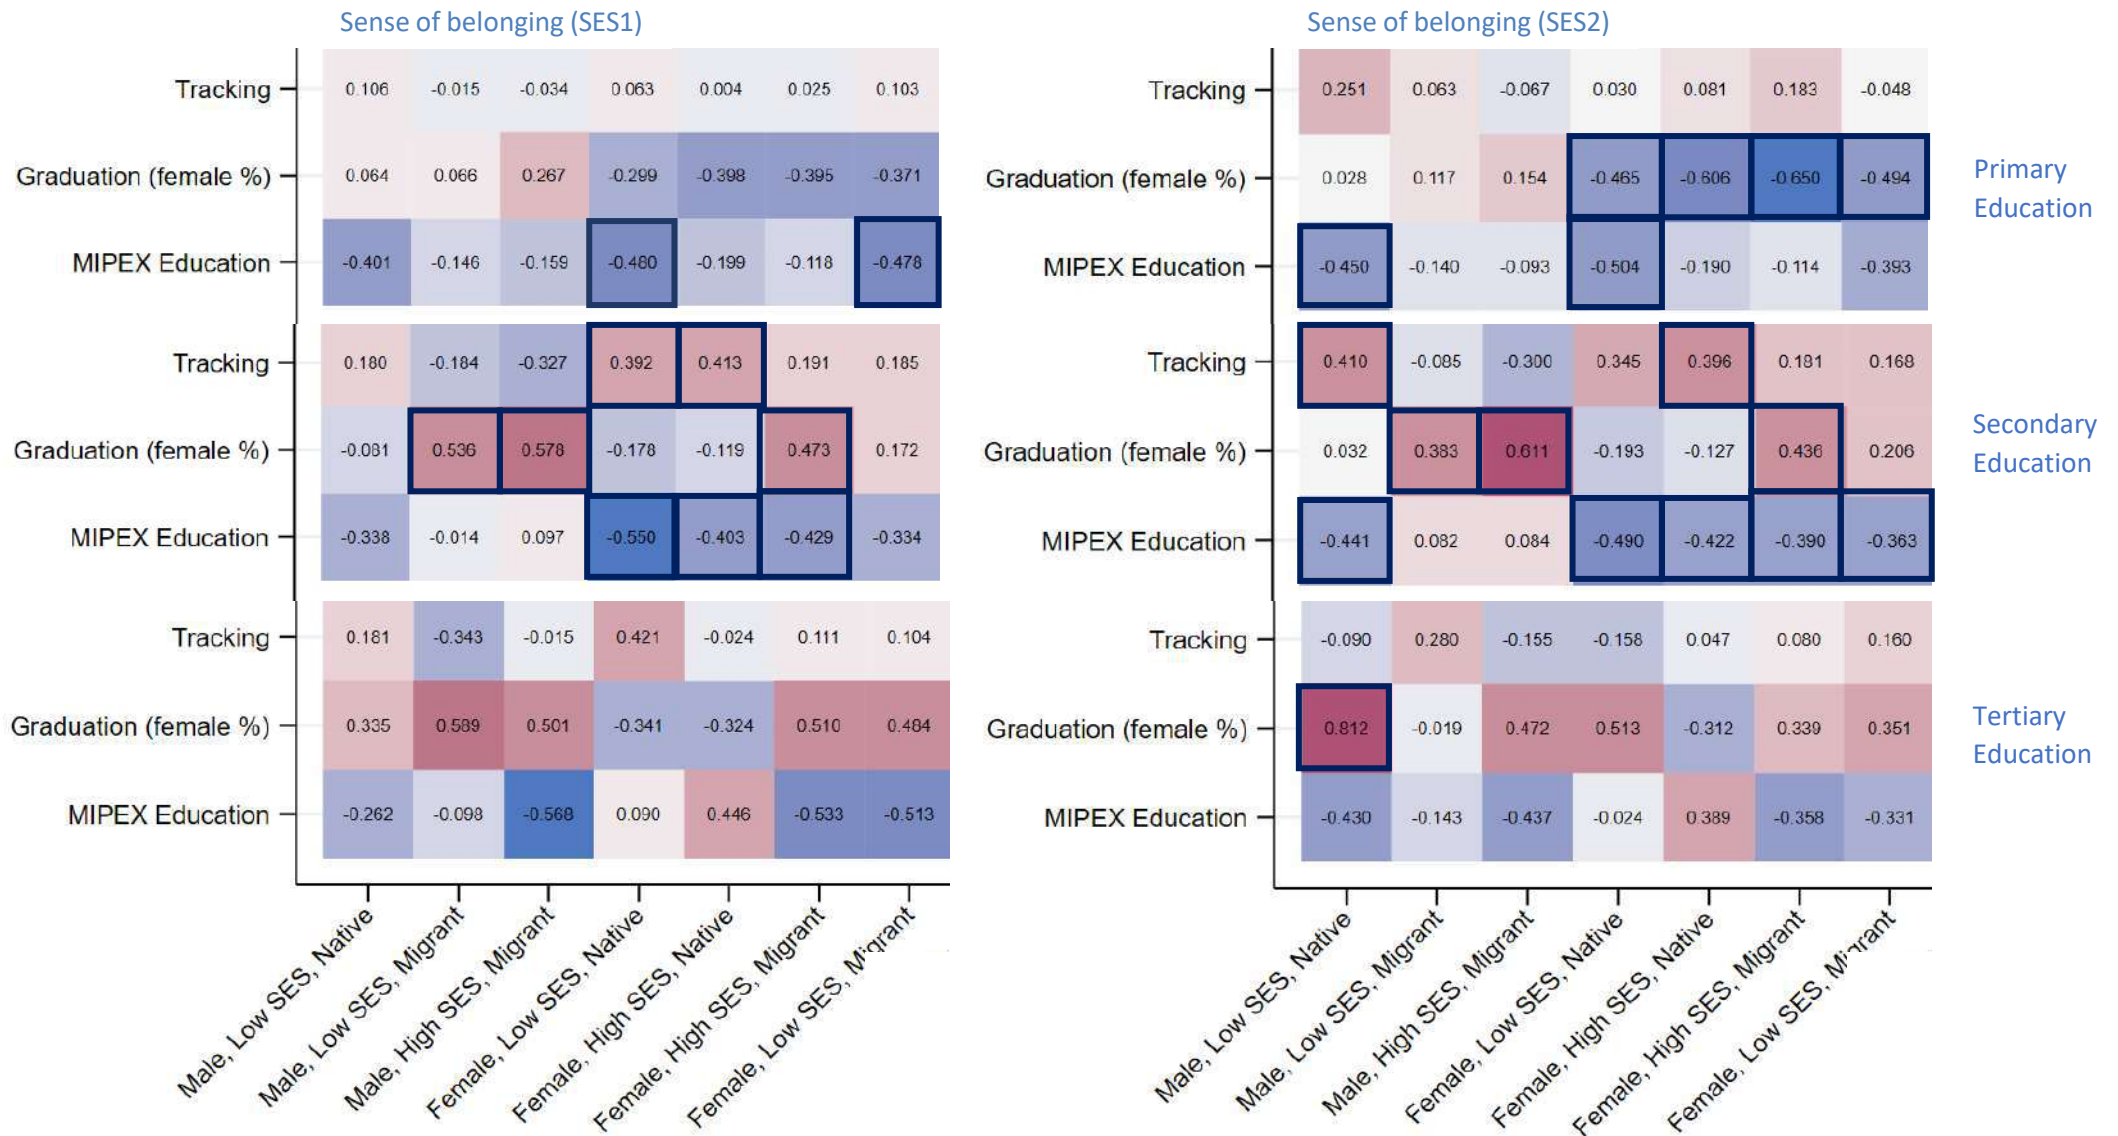 Sense of belonging (SES1)
Tracking 0.106 -0.015 -0.034 0.063 0.004 0.025 0.103
Graduation (female %) 0.064 0.066 0.267 -0.299 -0.398 -0.395 -0.371
MIPEX Education -0.401 -0.146 -0.159 -0.460 -0.199 -0.118 -0.478
Tracking 0.180 -0.184 -0.327 0.392 0.413 0.191 0.185
Graduation (female %) -0.081 0.536 0.578 -0.178 -0.119 0.473 0.172
MIPEX Education -0.338 -0.014 0.097 -0.550 -0.403 -0.429 -0.334
Tracking 0.181 -0.343 -0.015 0.421 -0.024 0.111 0.104
Graduation (female %) 0.335 0.589 0.501 -0.341 -0.324 0.510 0.484
MIPEX Education -0.262 -0.098 -0.568 0.090 0.446 -0.533 -0.513
Male, Low SES, Native
Male, Low SES, Migrant
Male, High SES, Migrant
Female, Low SES, Native
Female, High SES, Native
Female, High SES, Migrant
Female, Low SES, Migrant
Sense of belonging (SES2)
Tracking 0.251 0.063 -0.067 0.030 0.081 0.183 -0.048
Graduation (female %) 0.028 0.117 0.154 -0.465 -0.606 -0.650 -0.494
MIPEX Education -0.450 -0.140 -0.093 -0.504 -0.190 -0.114 -0.393
Primary
Education
Tracking 0.410 -0.085 -0.300 0.345 0.396 0.181 0.168
Graduation (female %) 0.032 0.383 0.611 -0.193 -0.127 0.436 0.206
MIPEX Education -0.441 0.082 0.084 -0.490 -0.422 -0.390 -0.363
Secondary
Education
Tracking -0.090 0.280 -0.155 -0.158 0.047 0.080 0.160
Graduation (female %) 0.812 -0.019 0.472 0.513 -0.312 0.339 0.351
MIPEX Education -0.430 -0.143 -0.437 -0.024 0.389 -0.358 -0.331
Tertiary
Education
Male, Low SES, Native
Male, Low SES, Migrant
Male, High SES, Migrant
Female, Low SES, Native
Female, High SES, Native
Female, High SES, Migrant
Female, Low SES, Migrant